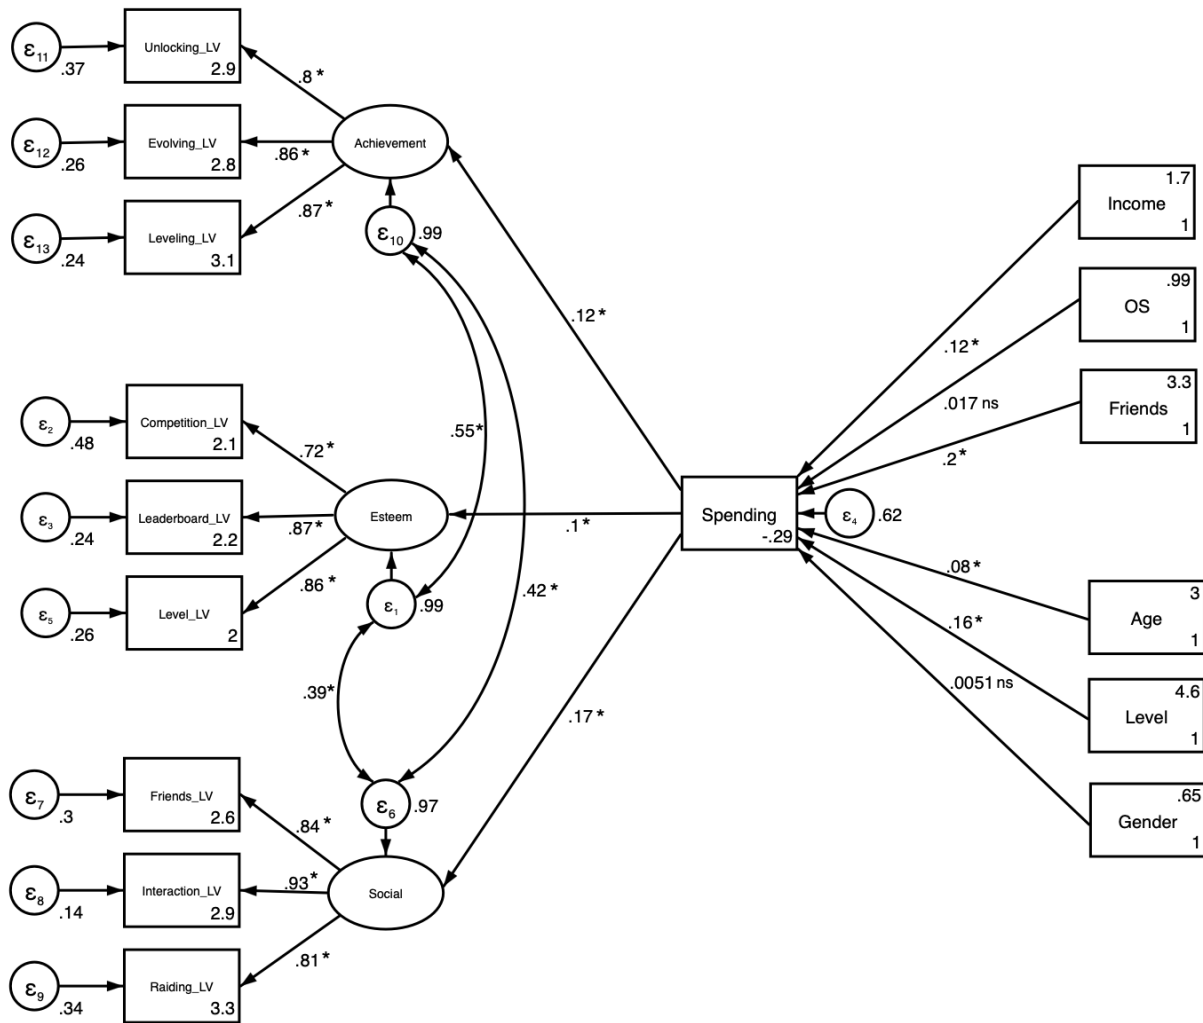 ε11
.37
Unlocking_LV
2.9
.8*
ε12
.26
Evolving_LV
2.8
.86*
Achievement
ε13
.24
Leveling_LV
3.1
.87*
ε10
.99
.12*
ε2
.48
Competition_LV
2.1
.72*
ε3
.24
Leaderboard_LV
2.2
.87*
Esteem
ε5
.26
Level_LV
2
.86*
ε1
.99
.55*
.42*
.39*
.1*
.17*
ε7
.3
Friends_LV
2.6
.84*
ε6
.97
ε8
.14
Interaction_LV
2.9
.93*
Social
ε9
.34
Raiding_LV
3.3
.81*
Spending
-.29
ε4
.62
1.7
Income
1
.12*
.99
OS
1
.017 ns
3.3
Friends
1
.2*
3
Age
1
.08*
4.6
Level
1
.16*
.65
Gender
1
.0051 ns